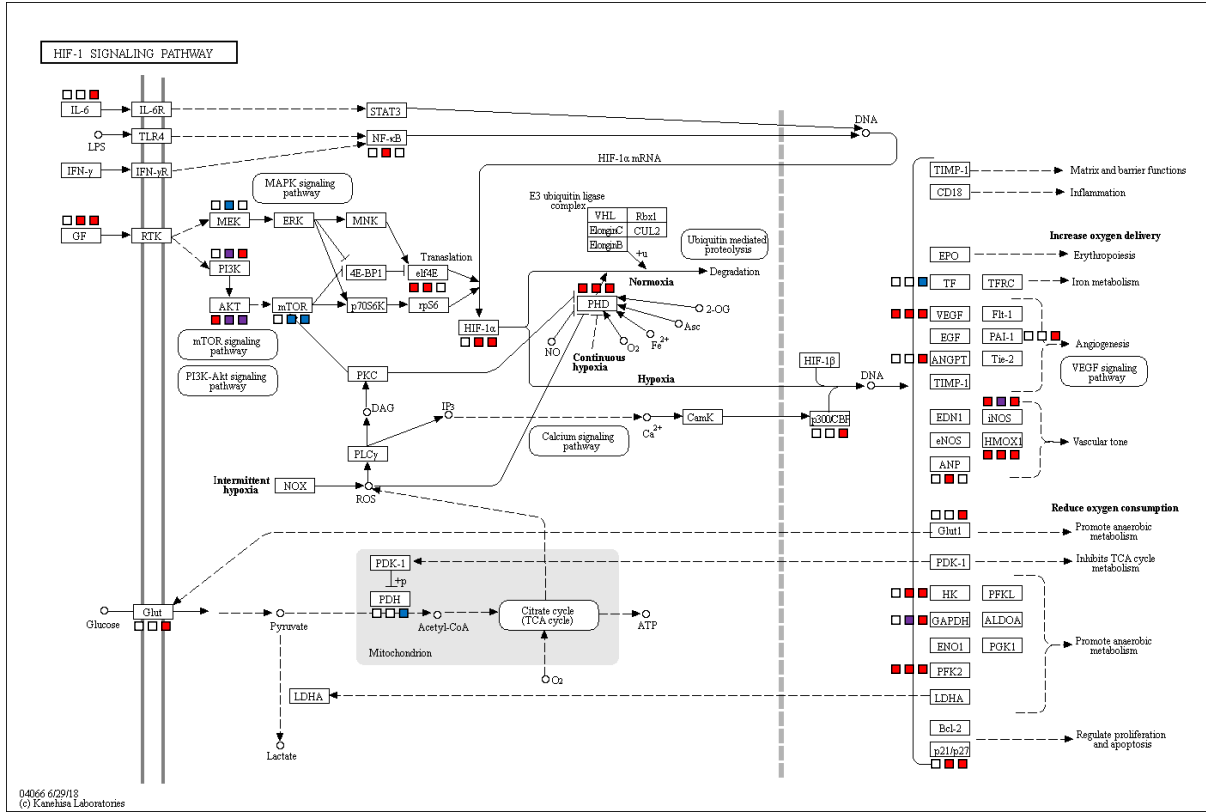 HIF-1 SIGNALING PATHWAY
IL-6
IL-6R
STAT3
DNA
LPS
TLR4
NF-κB
HIF-1α mRNA
IFN-γ
IFN-γR
MAPK signaling
pathway
GF
RTK
MEK
ERK
MNK
PI3K
4E-BP1
eIf4E
Tranaslation
AKT
mTOR
p70S6K
rpS6
mTOR signaling
pathway
PI3K-Akt signaling
pathway
HIF-1α
E3 ubiquitin ligase
complex
VHL
Rbx1
ElonginC
CUL2
ElonginB
+u
Ubiquitin mediated
proteolysis
Degradation
Normoxia
PHD
2-OG
Asc
Fe2+
O2
NO
Continuous
hypoxia
Hypoxia
HIF-1β
DNA
PKC
DAG
IP3
Ca2+
CamK
p300/CBP
Calcium signaling
pathway
PLCγ
Intermittent
hypoxia
NOX
ROS
TIMP-1
Matrix and barrier functions
CD18
Inflammation
Increase oxygen delivery
EPO
Erythropoiesis
TF
TFRC
Iron metabolism
VEGF
Flt-1
EGF
PAI-1
Angiogenesis
ANGPT
Tie-2
VEGF signaling
pathway
TIMP-1
EDN1
iNOS
eNOS
HMOX1
Vascular tone
ANP
Reduce oxygen consumption
Glut1
Promote anaerobic
metabolism
PDK-1
Inhibits TCA cycle
metabolism
HK
PFKL
GAPDH
ALDOA
ENO1
PGK1
Promote anaerobic
metabolism
PFK2
LDHA
Bcl-2
p21/p27
Regulate proliferation
and apoptosis
PDK-1
+p
PDH
Glucose
Glut
Pyruvate
Acetyl-CoA
Citrate cycle
(TCA cycle)
ATP
Mitochondrion
O2
LDHA
Lactate
04066 6/29/18
(c) Kanehisa Laboratories